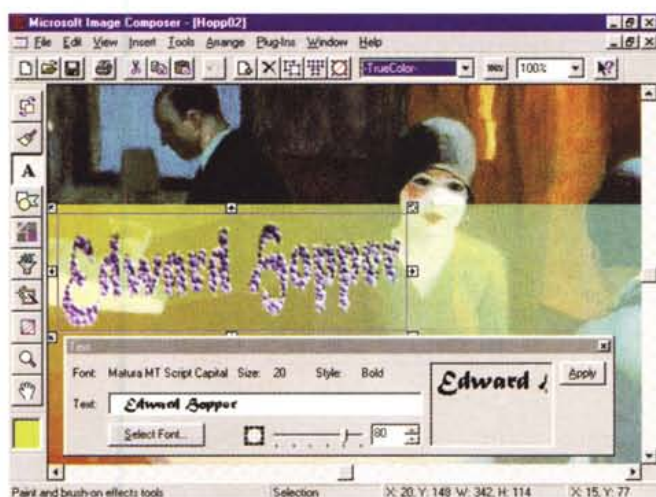 Microsoft Image Composer - [Hopp02]
File Edit View Insert Tools Arrange Plug-Ins Window Help
-TrueColor- 100%
A
Edward Hopper
Text
Font: Matura MT Script Capital Size: 20 Style: Bold
Edward
Apply
Text: Edward Hopper
Select Font... 80
Paint and brush-on effects tools Selection X: 20, Y: 148 W: 342, H: 114 X: 15, Y: 77